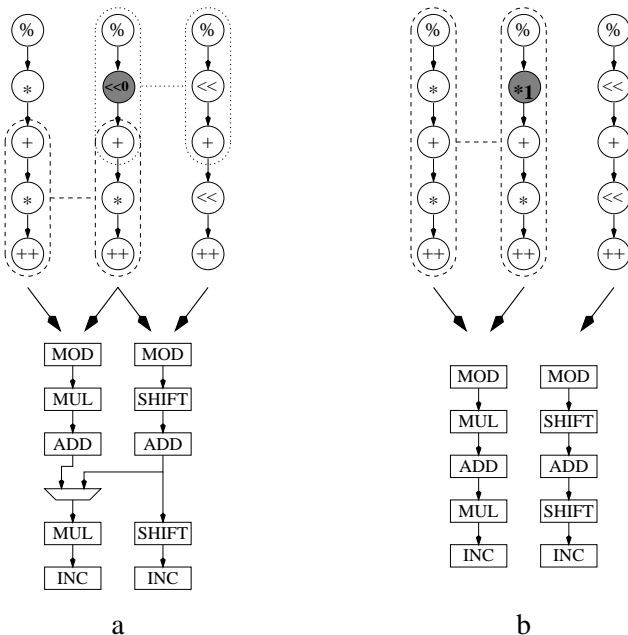 % % % % % %
* <<0 << * *1 <<
+ + + + + +
* * << * * <<
++ ++ ++ ++ ++ ++
MOD MOD
MOD MOD
MUL SHIFT
MUL SHIFT
ADD ADD
ADD ADD
MUL SHIFT
MUL SHIFT
INC INC
INC INC
a b